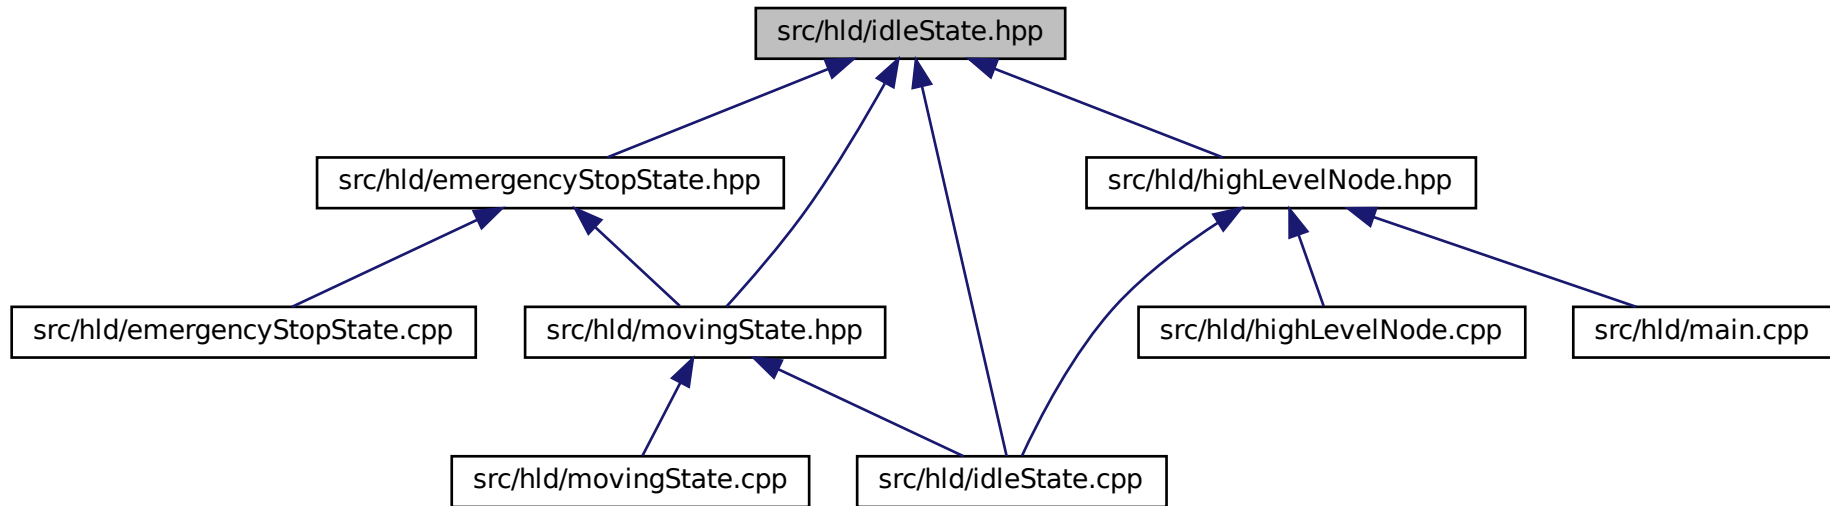 src/hld/idleState.hpp
src/hld/emergencyStopState.hpp
src/hld/highLevelNode.hpp
src/hld/emergencyStopState.cpp
src/hld/movingState.hpp
src/hld/highLevelNode.cpp
src/hld/main.cpp
src/hld/movingState.cpp
src/hld/idleState.cpp